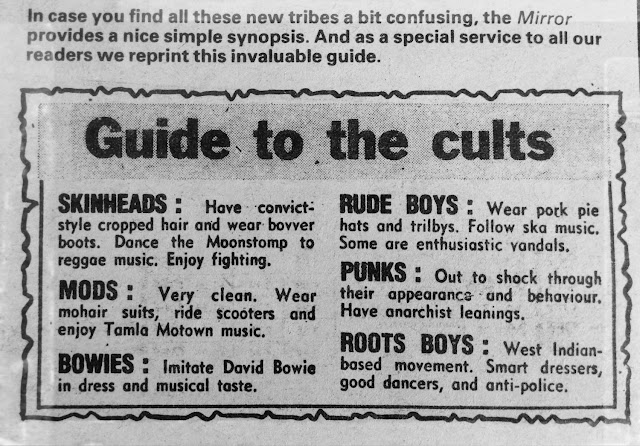 In case you find all these new tribes a bit confusing, the Mirror
provides a nice simple synopsis. And as a special service to all our
readers we reprint this invaluable guide.
Guide to the cults
SKINHEADS : Have convict-
style cropped hair and wear bovver
boots. Dance the Moonstomp to
reggae music. Enjoy fighting.
MODS : Very clean. Wear
mohair suits, ride scooters and
enjoy Tamla Motown music.
BOWIES : Imitate David Bowie
in dress and musical taste.
RUDE BOYS : Wear pork pie
hats and trilbys. Follow ska music.
Some are enthusiastic vandals.
PUNKS : Out to shock through
their appearance and behaviour.
Have anarchist leanings.
ROOTS BOYS : West Indian-
based movement. Smart dressers,
good dancers, and anti-police.